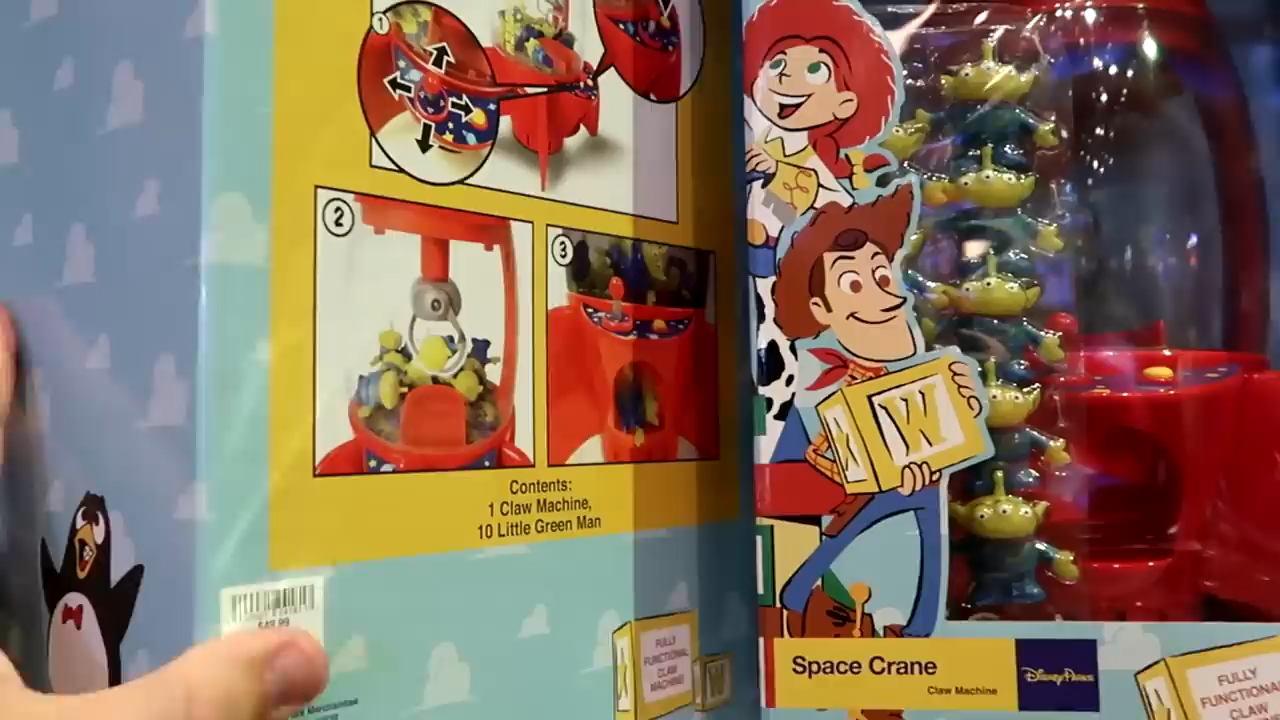 1
2
3
Contents:
1 Claw Machine,
10 Little Green Man
W
FULLY
FUNCTIONAL
CLAW
MACHINE
W
Space Crane
Claw Machine
Disney Parks
FULLY
FUNCTIONAL
CLAW